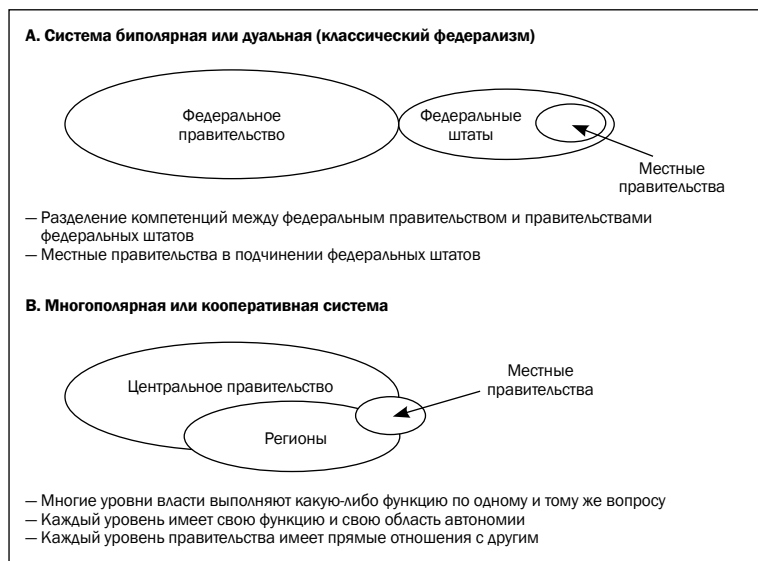 А. Система биполярная или дуальная (классический федерализм)
Федеральное
правительство
Федеральные
штаты
Местные
правительства
— Разделение компетенций между федеральным правительством и правительствами
федеральных штатов
— Местные правительства в подчинении федеральных штатов
В. Многополярная или кооперативная система
Центральное правительство
Регионы
Местные
правительства
— Многие уровни власти выполняют какую-либо функцию по одному и тому же вопросу
— Каждый уровень имеет свою функцию и свою область автономии
— Каждый уровень правительства имеет прямые отношения с другим